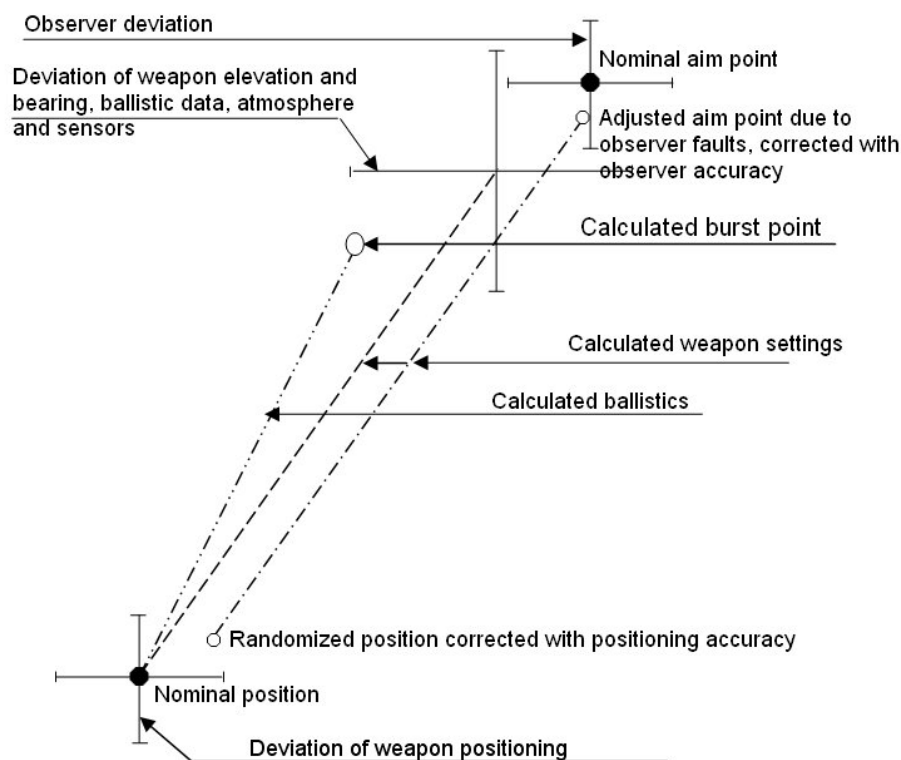 Observer deviation
Nominal aim point
Deviation of weapon elevation and
bearing, ballistic data, atmosphere
and sensors
Adjusted aim point due to
observer faults, corrected with
observer accuracy
Calculated burst point
Calculated weapon settings
Calculated ballistics
Randomized position corrected with positioning accuracy
Nominal position
Deviation of weapon positioning